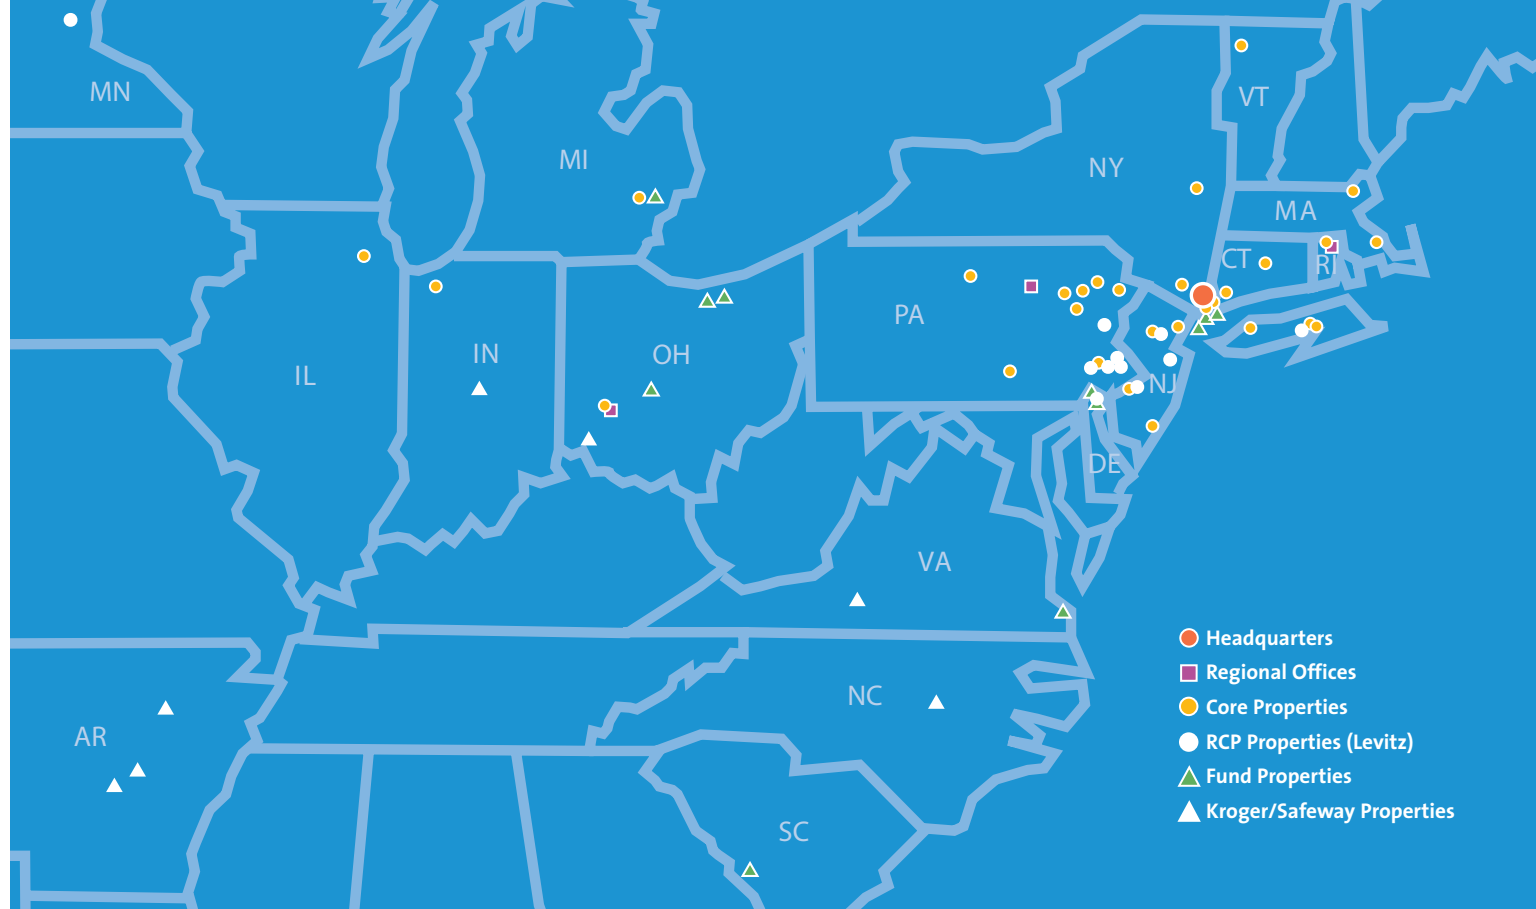 MN
VT
MI
NY
MA
CT
RI
PA
OH
IN
IL
NJ
DE
VA
NC
AR
SC
Headquarters
Regional Offices
Core Properties
RCP Properties (Levitz)
Fund Properties
Kroger/Safeway Properties